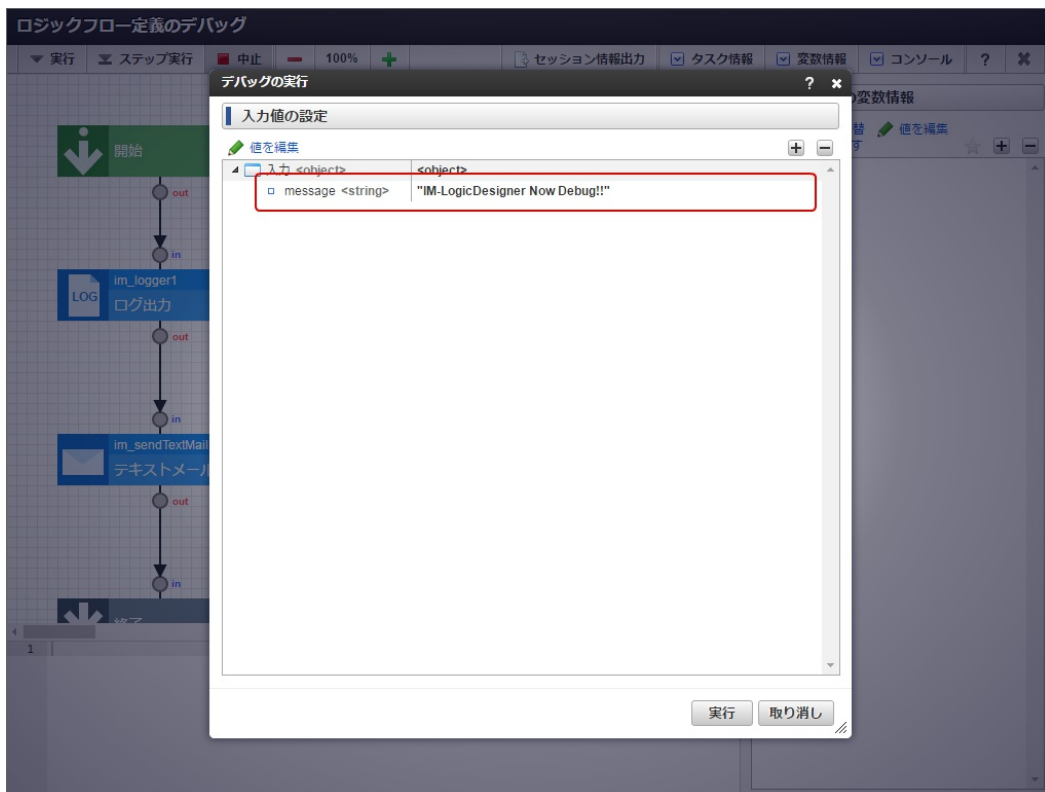 ロジックフロー定義のデバッグ
実行 ステップ実行 中止 100% セッション情報出力 タスク情報 変数情報 コンソール ?
デバッグの実行 ?
変数情報
入力値の設定
値を編集
替 値を編集
す
入力 <object> <object>
message <string> "IM-LogicDesigner Now Debug!!"
開始
out
in
im_logger1
LOG
ログ出力
out
in
im_sendTextMail
テキストメール
out
in
終了
1
実行 取り消し